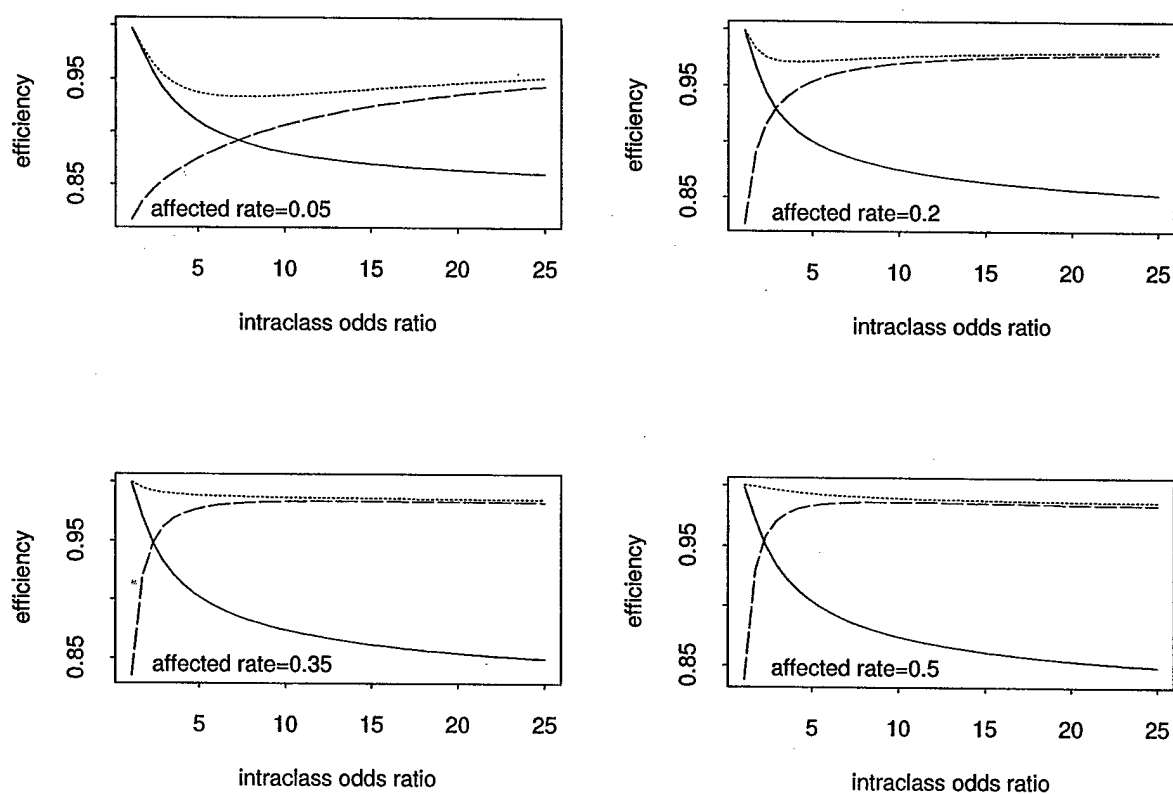 efficiency
0.95
0.85
affected rate=0.05
5 10 15 20 25
intraclass odds ratio
efficiency
0.95
0.85
affected rate=0.2
5 10 15 20 25
intraclass odds ratio
efficiency
0.95
0.85
affected rate=0.35
5 10 15 20 25
intraclass odds ratio
efficiency
0.95
0.85
affected rate=0.5
5 10 15 20 25
intraclass odds ratio